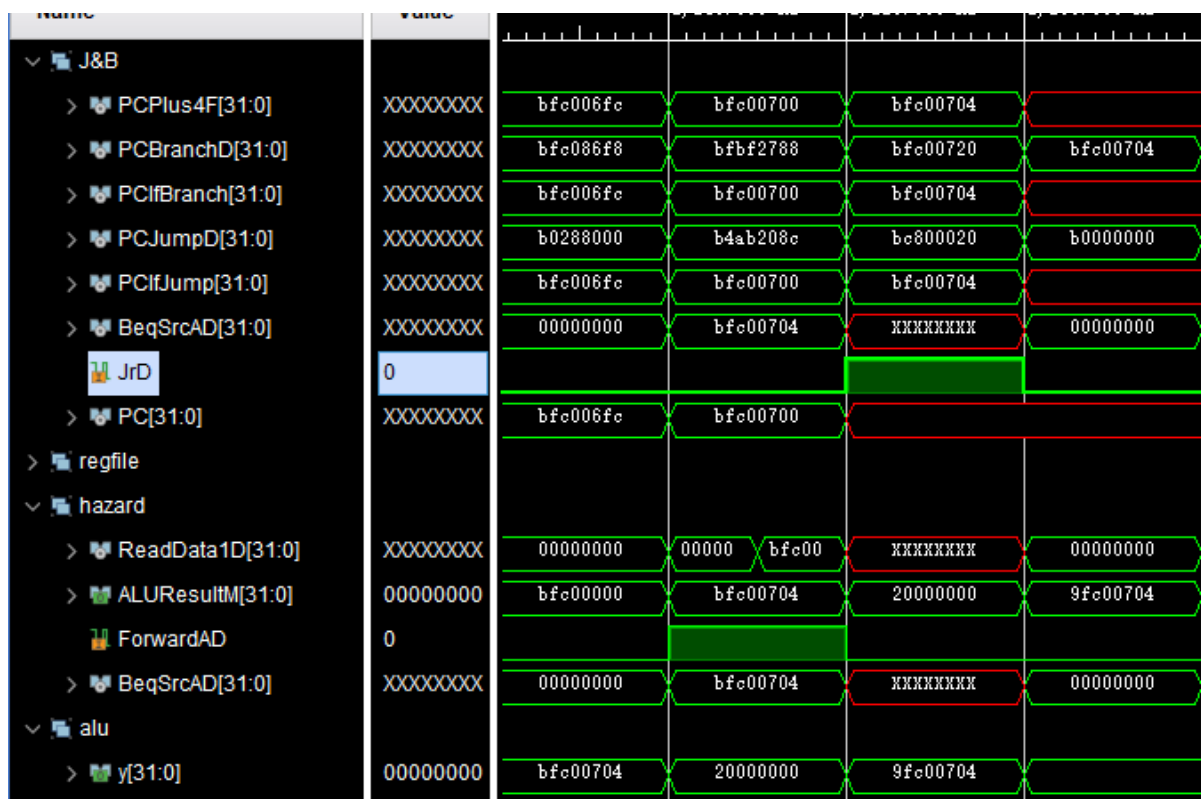 Name Value
J&B
PCPlus4F[31:0] XXXXXXXX bfc006fc bfc00700 bfc00704
PCBranchD[31:0] XXXXXXXX bfc086f8 bfbf2788 bfc00720 bfc00704
PCIfBranch[31:0] XXXXXXXX bfc006fc bfc00700 bfc00704
PCJumpD[31:0] XXXXXXXX b0288000 b4ab208c bc800020 b0000000
PCIfJump[31:0] XXXXXXXX bfc006fc bfc00700 bfc00704
BeqSrcAD[31:0] XXXXXXXX 00000000 bfc00704 XXXXXXXX 00000000
JrD 0
PC[31:0] XXXXXXXX bfc006fc bfc00700
regfile
hazard
ReadData1D[31:0] XXXXXXXX 00000000 00000 bfc00 XXXXXXXX 00000000
ALUResultM[31:0] 00000000 bfc00000 bfc00704 20000000 9fc00704
ForwardAD 0
BeqSrcAD[31:0] XXXXXXXX 00000000 bfc00704 XXXXXXXX 00000000
alu
y[31:0] 00000000 bfc00704 20000000 9fc00704